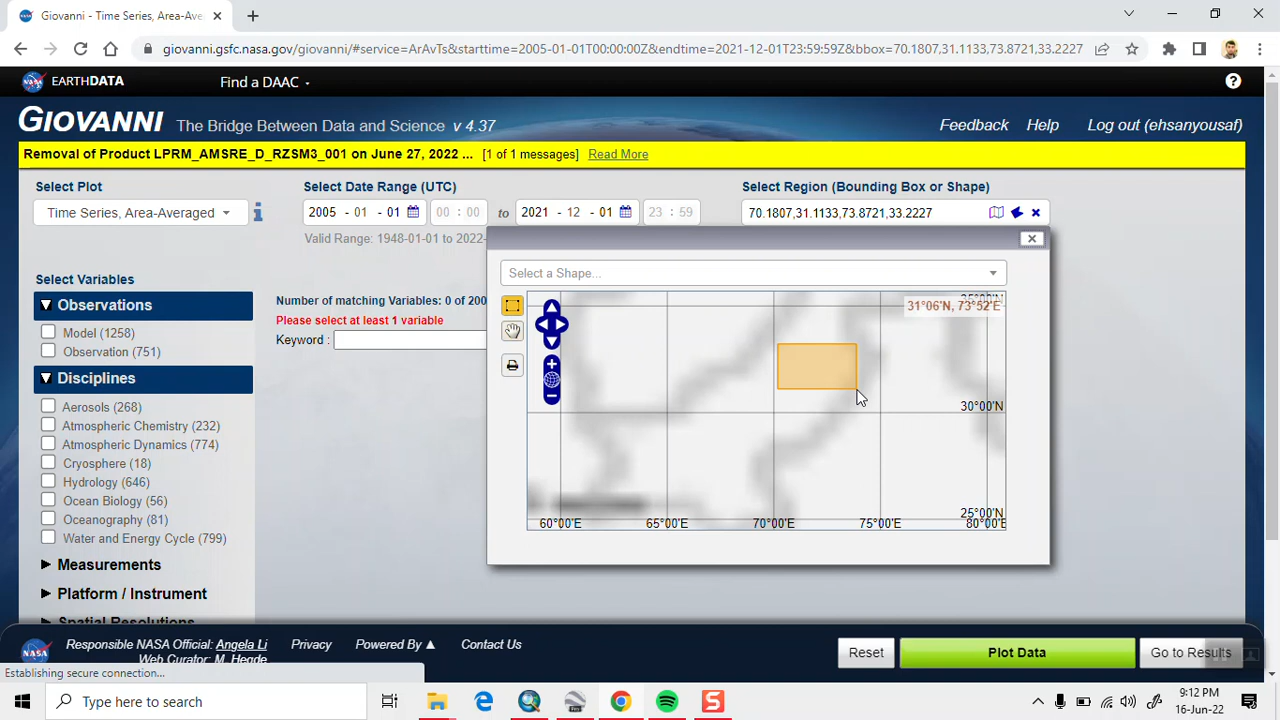 Giovanni - Time Series, Area-Ave
giovanni.gsfc.nasa.gov/giovanni/#service=ArAvTs&starttime=2005-01-01T00:00:00Z&endtime=2021-12-01T23:59:59Z&bbox=70.1807,31.1133,73.8721,33.2227
NASA EARTHDATA Find a DAAC
GIOVANNI The Bridge Between Data and Science v 4.37
Feedback Help Log out (ehsanyousaf)
Removal of Product LPRM_AMSRE_D_RZSM3_001 on June 27, 2022 ... [1 of 1 messages] Read More
Select Plot
Select Date Range (UTC)
Select Region (Bounding Box or Shape)
Time Series, Area-Averaged
2005 - 01 - 01 00 : 00 to 2021 - 12 - 01 23 : 59
70.1807,31.1133,73.8721,33.2227
Valid Range: 1948-01-01 to 2022-
Select a Shape...
Select Variables
Observations
Model (1258)
Observation (751)
Disciplines
Aerosols (268)
Atmospheric Chemistry (232)
Atmospheric Dynamics (774)
Cryosphere (18)
Hydrology (646)
Ocean Biology (56)
Oceanography (81)
Water and Energy Cycle (799)
Measurements
Platform / Instrument
Spatial Resolutions
Number of matching Variables: 0 of 200
Please select at least 1 variable
Keyword :
31°06'N, 73°52'E
30°00'N
25°00'N
60°00'E 65°00'E 70°00'E 75°00'E 80°00'E
Responsible NASA Official: Angela Li
Web Curator: M. Hegde
Privacy Powered By Contact Us
Reset Plot Data Go to Results
Establishing secure connection...
Type here to search
9:12 PM
16-Jun-22